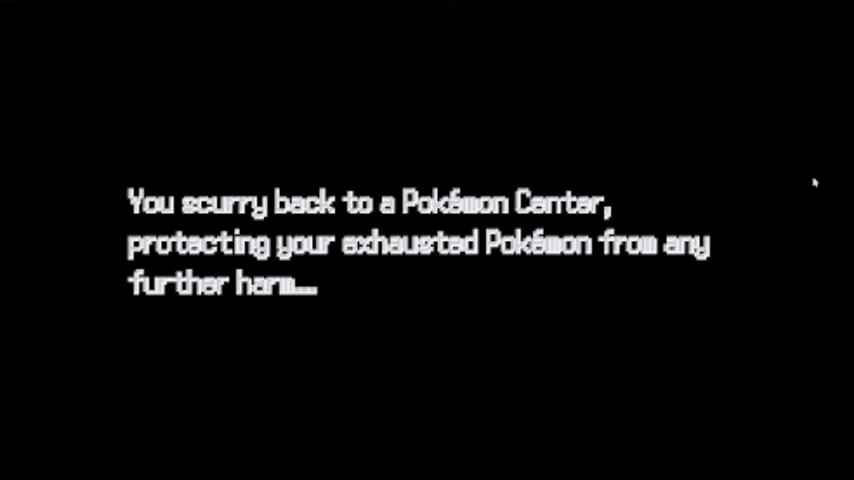 You scurry back to a Pokémon Center,
protecting your exhausted Pokémon from any
further harm...